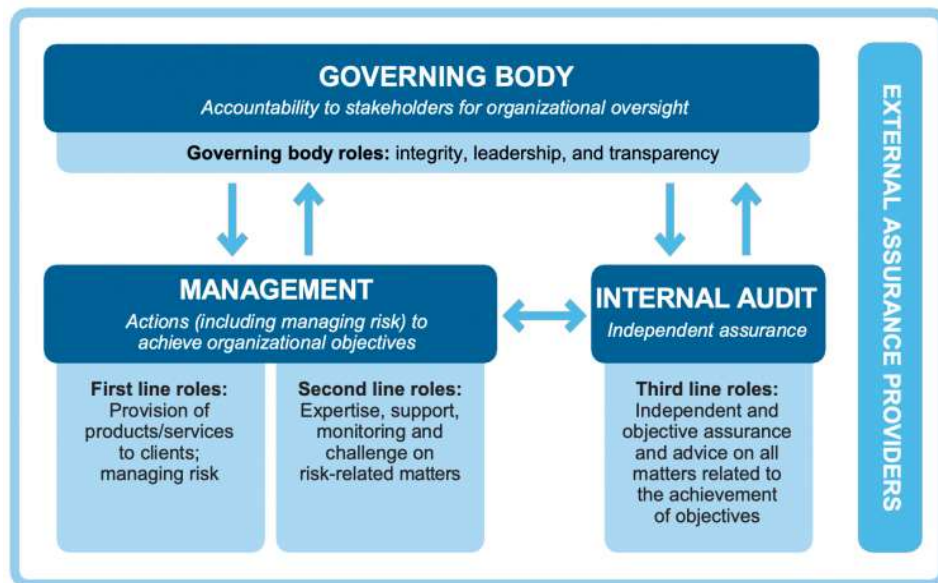 GOVERNING BODY
Accountability to stakeholders for organizational oversight
Governing body roles: integrity, leadership, and transparency
MANAGEMENT
Actions (including managing risk) to
achieve organizational objectives
First line roles:
Provision of
products/services
to clients;
managing risk
Second line roles:
Expertise, support,
monitoring and
challenge on
risk-related matters
INTERNAL AUDIT
Independent assurance
Third line roles:
Independent and
objective assurance
and advice on all
matters related to
the achievement
of objectives
EXTERNAL ASSURANCE PROVIDERS